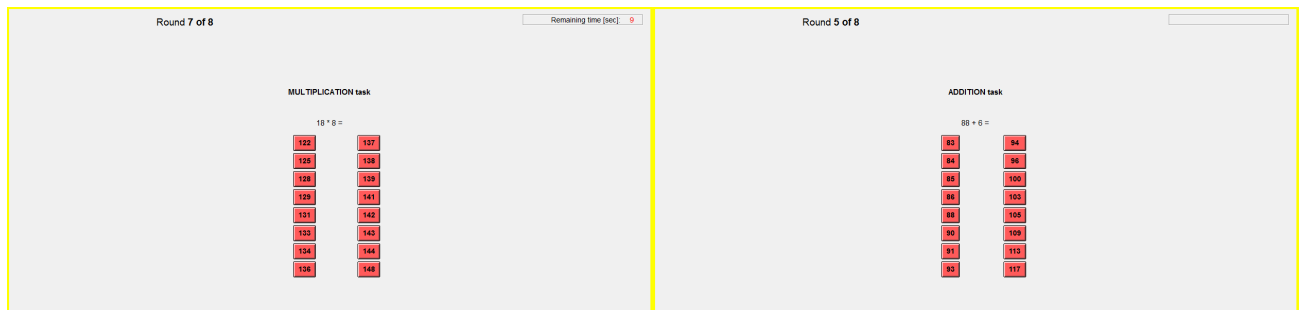 Round 7 of 8
Remaining time [sec]: 9
MULTIPLICATION task
18 * 8 =
122 137
125 138
128 139
129 141
131 142
133 143
134 144
136 148
Round 5 of 8
ADDITION task
88 + 6 =
83 94
84 96
85 100
86 103
88 105
90 109
91 113
93 117